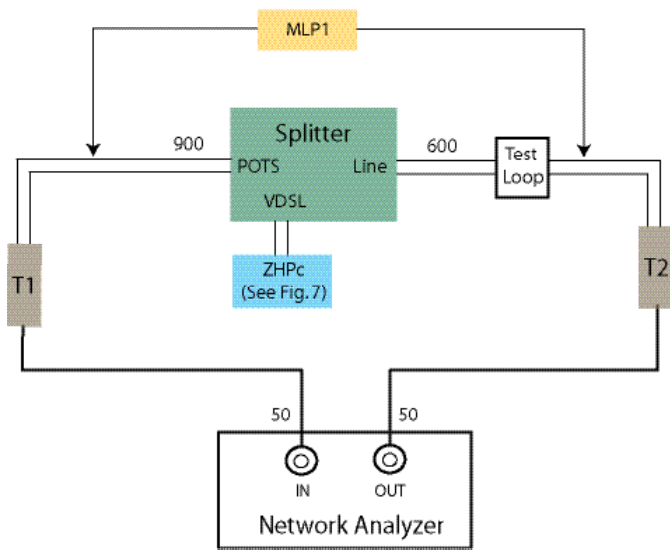 MLP1
900
Splitter
POTS
Line
VDSL
600
Test
Loop
ZHPc
(See Fig.7)
T1
T2
50
50
IN
OUT
Network Analyzer